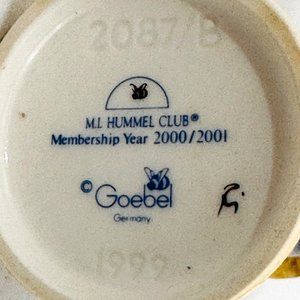 2087/B
M.I. HUMMEL CLUB®
Membership Year 2000/2001
© Goebel
Germany
1999